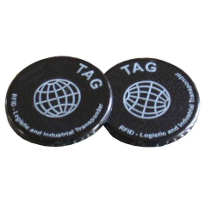 TAG
RFID - Logistic and Industrial Transponder
TAG
RFID - Logistic and Industrial Transponder